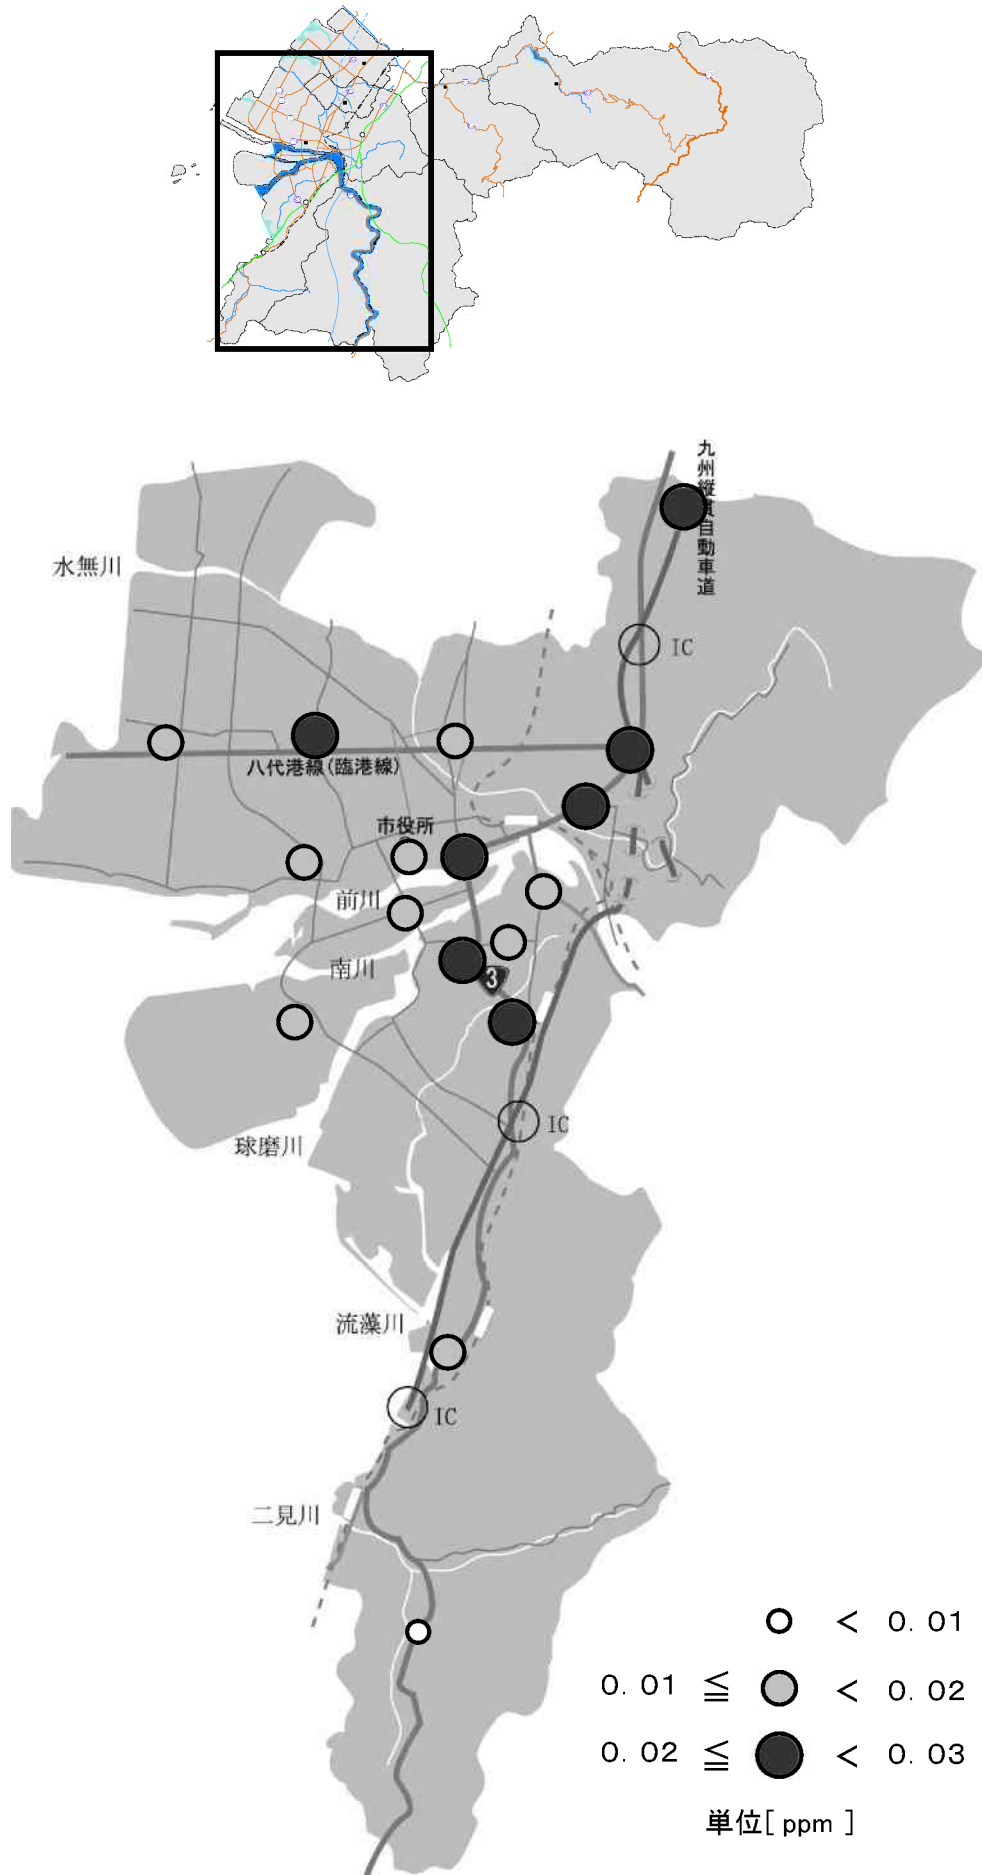 九州縦貫自動車道
水無川
IC
八代港線(臨港線)
市役所
前川
南川
3
IC
球磨川
流藻川
IC
二見川
< 0.01
0.01 ≦ < 0.02
0.02 ≦ < 0.03
単位[ ppm ]